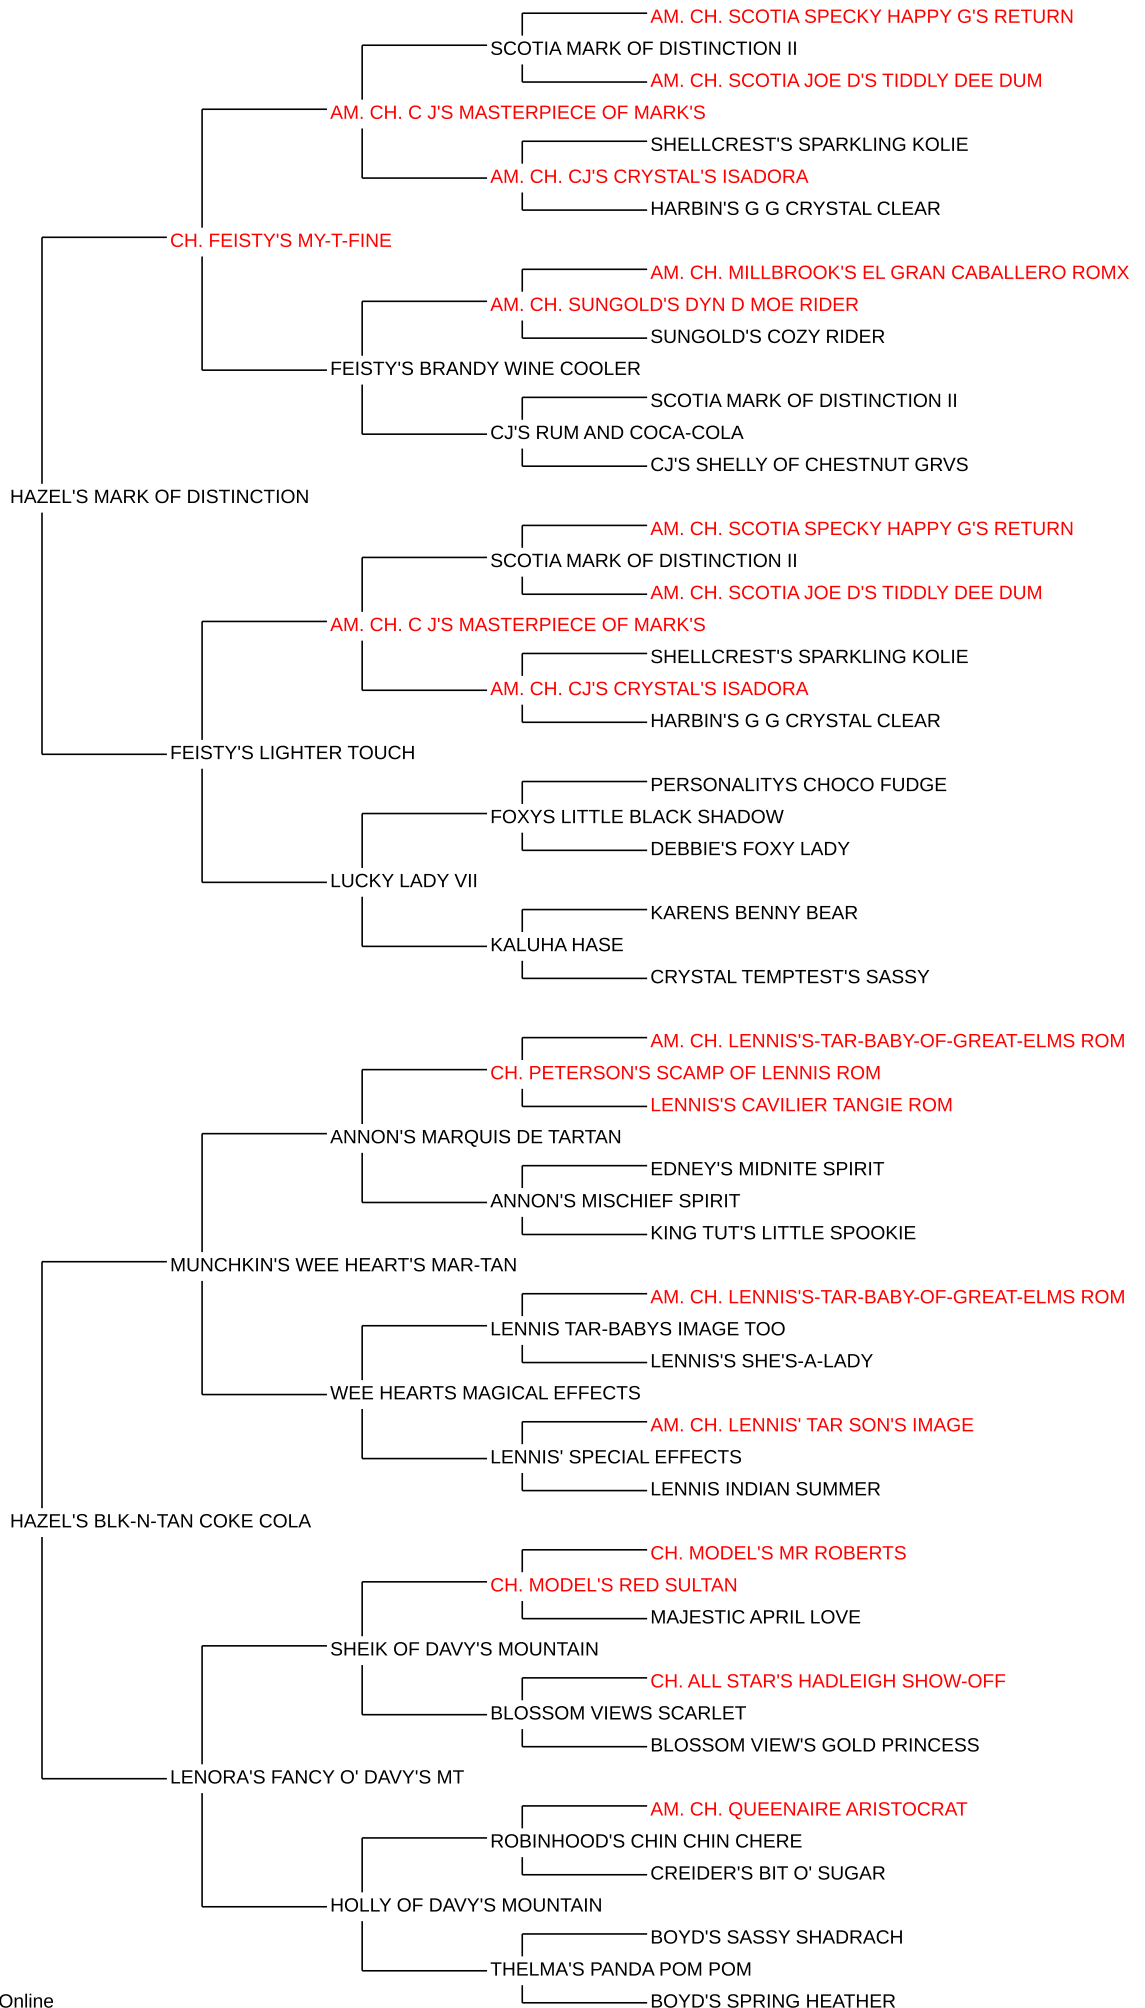 AM. CH. SCOTIA SPECKY HAPPY G'S RETURN
SCOTIA MARK OF DISTINCTION II
AM. CH. SCOTIA JOE D'S TIDDLY DEE DUM
AM. CH. C J'S MASTERPIECE OF MARK'S
SHELLCREST'S SPARKLING KOLIE
AM. CH. CJ'S CRYSTAL'S ISADORA
HARBIN'S G G CRYSTAL CLEAR
CH. FEISTY'S MY-T-FINE
AM. CH. MILLBROOK'S EL GRAN CABALLERO ROMX
AM. CH. SUNGOLD'S DYN D MOE RIDER
SUNGOLD'S COZY RIDER
FEISTY'S BRANDY WINE COOLER
SCOTIA MARK OF DISTINCTION II
CJ'S RUM AND COCA-COLA
CJ'S SHELLY OF CHESTNUT GRVS
HAZEL'S MARK OF DISTINCTION
AM. CH. SCOTIA SPECKY HAPPY G'S RETURN
SCOTIA MARK OF DISTINCTION II
AM. CH. SCOTIA JOE D'S TIDDLY DEE DUM
AM. CH. C J'S MASTERPIECE OF MARK'S
SHELLCREST'S SPARKLING KOLIE
AM. CH. CJ'S CRYSTAL'S ISADORA
HARBIN'S G G CRYSTAL CLEAR
FEISTY'S LIGHTER TOUCH
PERSONALITYS CHOCO FUDGE
FOXYS LITTLE BLACK SHADOW
DEBBIE'S FOXY LADY
LUCKY LADY VII
KARENS BENNY BEAR
KALUHA HASE
CRYSTAL TEMPTEST'S SASSY
AM. CH. LENNIS'S-TAR-BABY-OF-GREAT-ELMS ROM
CH. PETERSON'S SCAMP OF LENNIS ROM
LENNIS'S CAVILIER TANGIE ROM
ANNON'S MARQUIS DE TARTAN
EDNEY'S MIDNITE SPIRIT
ANNON'S MISCHIEF SPIRIT
KING TUT'S LITTLE SPOOKIE
MUNCHKIN'S WEE HEART'S MAR-TAN
AM. CH. LENNIS'S-TAR-BABY-OF-GREAT-ELMS ROM
LENNIS TAR-BABYS IMAGE TOO
LENNIS'S SHE'S-A-LADY
WEE HEARTS MAGICAL EFFECTS
AM. CH. LENNIS' TAR SON'S IMAGE
LENNIS' SPECIAL EFFECTS
LENNIS INDIAN SUMMER
HAZEL'S BLK-N-TAN COKE COLA
CH. MODEL'S MR ROBERTS
CH. MODEL'S RED SULTAN
MAJESTIC APRIL LOVE
SHEIK OF DAVY'S MOUNTAIN
CH. ALL STAR'S HADLEIGH SHOW-OFF
BLOSSOM VIEWS SCARLET
BLOSSOM VIEW'S GOLD PRINCESS
LENORA'S FANCY O' DAVY'S MT
AM. CH. QUEENAIRE ARISTOCRAT
ROBINHOOD'S CHIN CHIN CHERE
CREIDER'S BIT O' SUGAR
HOLLY OF DAVY'S MOUNTAIN
BOYD'S SASSY SHADRACH
THELMA'S PANDA POM POM
BOYD'S SPRING HEATHER
Online